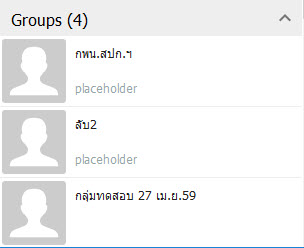 Groups (4)
กพน.สปก.ฯ
placeholder
ลับ2
placeholder
กลุ่มทดสอบ 27 เม.ย.59